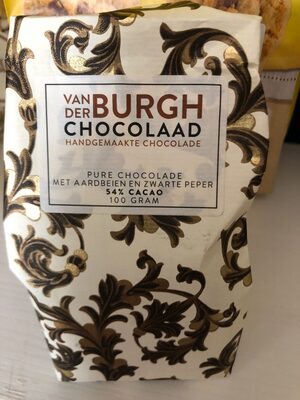 VAN DER BURGH
CHOCOLAAD
HANDGEMAAKTE CHOCOLADE
PURE CHOCOLADE
MET AARDBEIEN EN ZWARTE PEPER
54% CACAO
100 GRAM